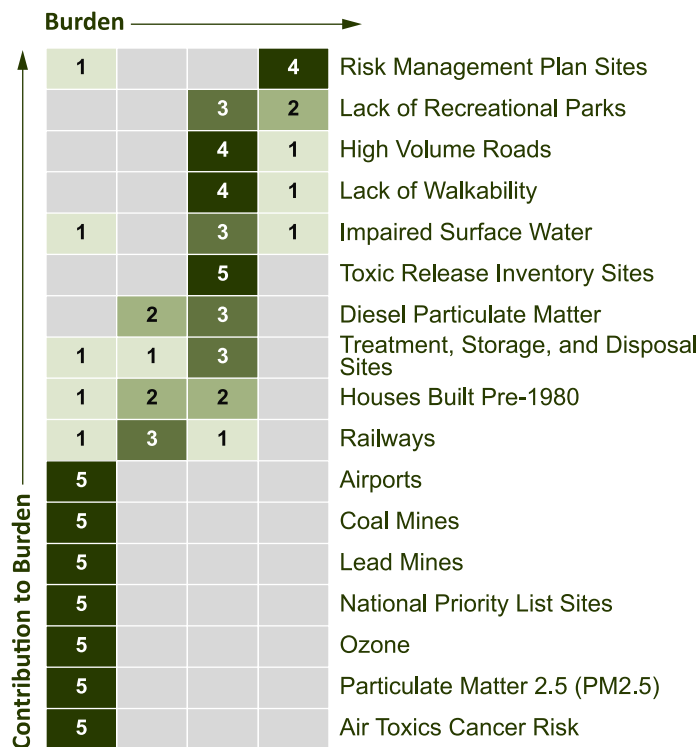 Burden
1 4 Risk Management Plan Sites
3 2 Lack of Recreational Parks
4 1 High Volume Roads
4 1 Lack of Walkability
1 3 1 Impaired Surface Water
5 Toxic Release Inventory Sites
2 3 Diesel Particulate Matter
1 1 3 Treatment, Storage, and Disposal
Sites
1 2 2 Houses Built Pre-1980
1 3 1 Railways
5 Airports
5 Coal Mines
5 Lead Mines
5 National Priority List Sites
5 Ozone
5 Particulate Matter 2.5 (PM2.5)
5 Air Toxics Cancer Risk
Contribution to Burden